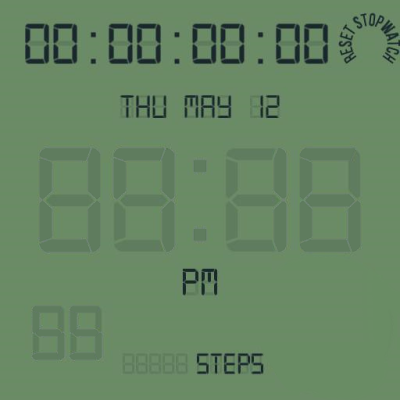 00:00:00:00
RESET STOPWATCH
THU MAY 12
PM
STEPS